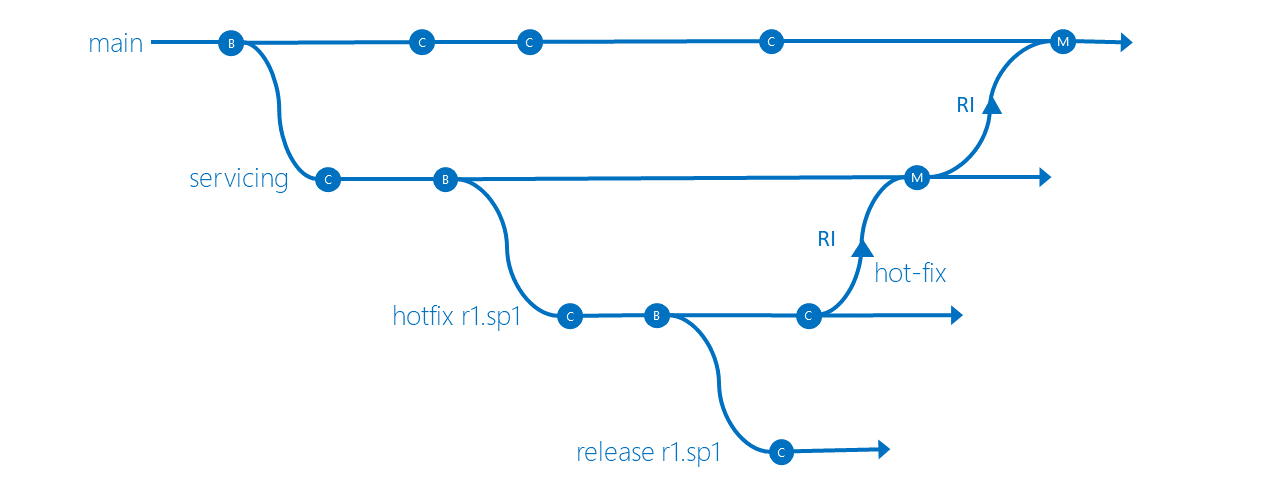 main B C C C M
RI
servicing C B M
RI
hot-fix
hotfix r1.sp1 C B C
release r1.sp1 C